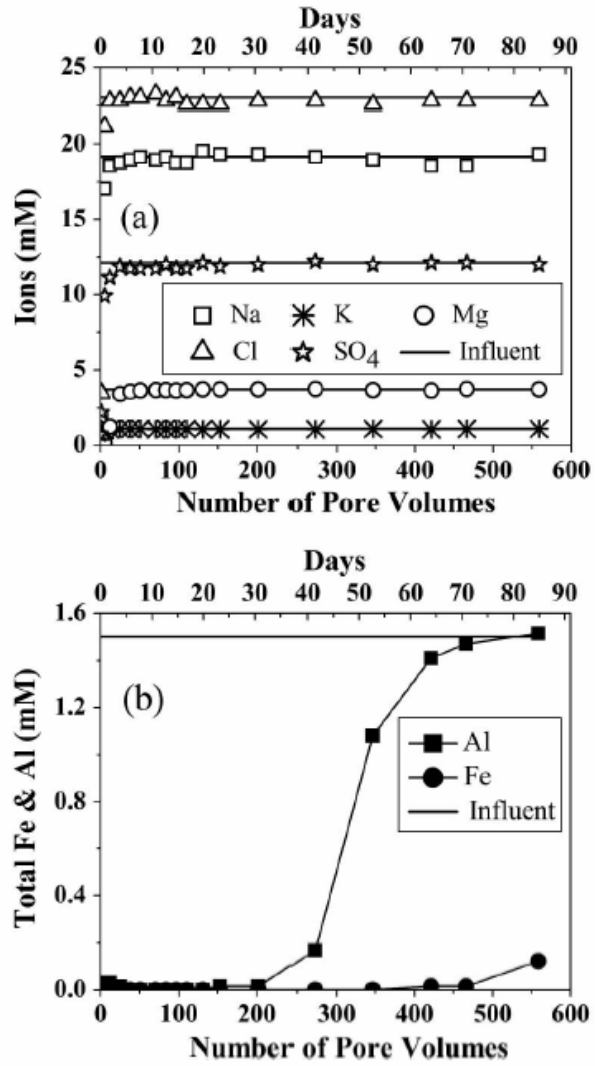 Days
0 10 20 30 40 50 60 70 80 90
25
20
15
10
5
0
Ions (mM)
(a)
Na K Mg
Cl SO4 Influent
0 100 200 300 400 500 600
Number of Pore Volumes
Days
0 10 20 30 40 50 60 70 80 90
1.6
1.2
0.8
0.4
0.0
Total Fe & Al (mM)
(b)
Al
Fe
Influent
0 100 200 300 400 500 600
Number of Pore Volumes